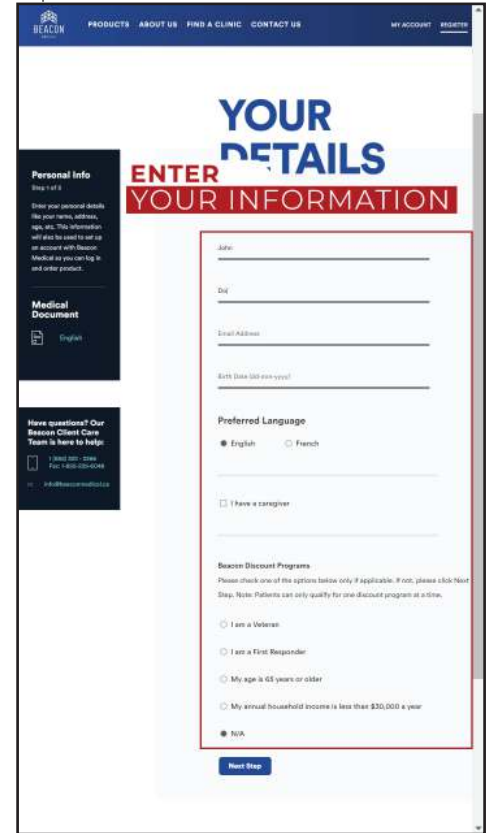 BEACON
PRODUCTS ABOUT US FIND A CLINIC CONTACT US
MY ACCOUNT REGISTER
YOUR
DETAILS
ENTER
YOUR INFORMATION
Personal Info
Step 1 of 5
Enter your personal details
like your name, address,
age, etc. This information
will also be used to set up
an account with Beacon
Medical so you can log in
and order product.
Medical
Document
English
Have questions? Our
Beacon Client Care
Team is here to help:
John
Email Address
Birth Date
Preferred Language
English
French
I have a caregiver
Beacon Discount Programs
Please check one of the options below only if applicable. If not, please click Next
Step. Note: Patients can only qualify for one discount program at a time.
I am a Veteran
I am a First Responder
My age is 65 years or older
My annual household income is less than $30,000 a year
N/A
Next Step